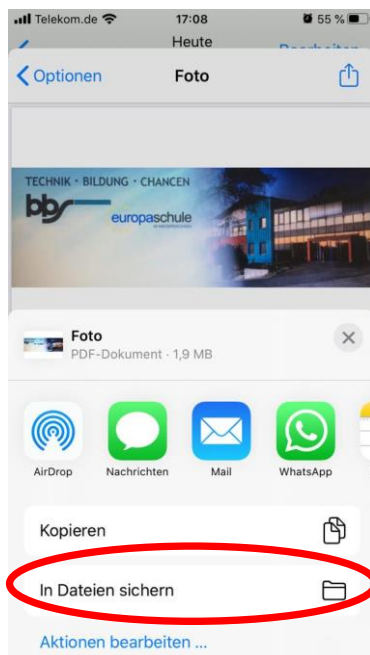 Telekom.de 17:08 55 %
Heute
Bearbeiten
Optionen Foto
TECHNIK · BILDUNG · CHANCEN
bbs europaschule
Foto
PDF-Dokument · 1,9 MB
AirDrop Nachrichten Mail WhatsApp
Kopieren
In Dateien sichern
Aktionen bearbeiten ...